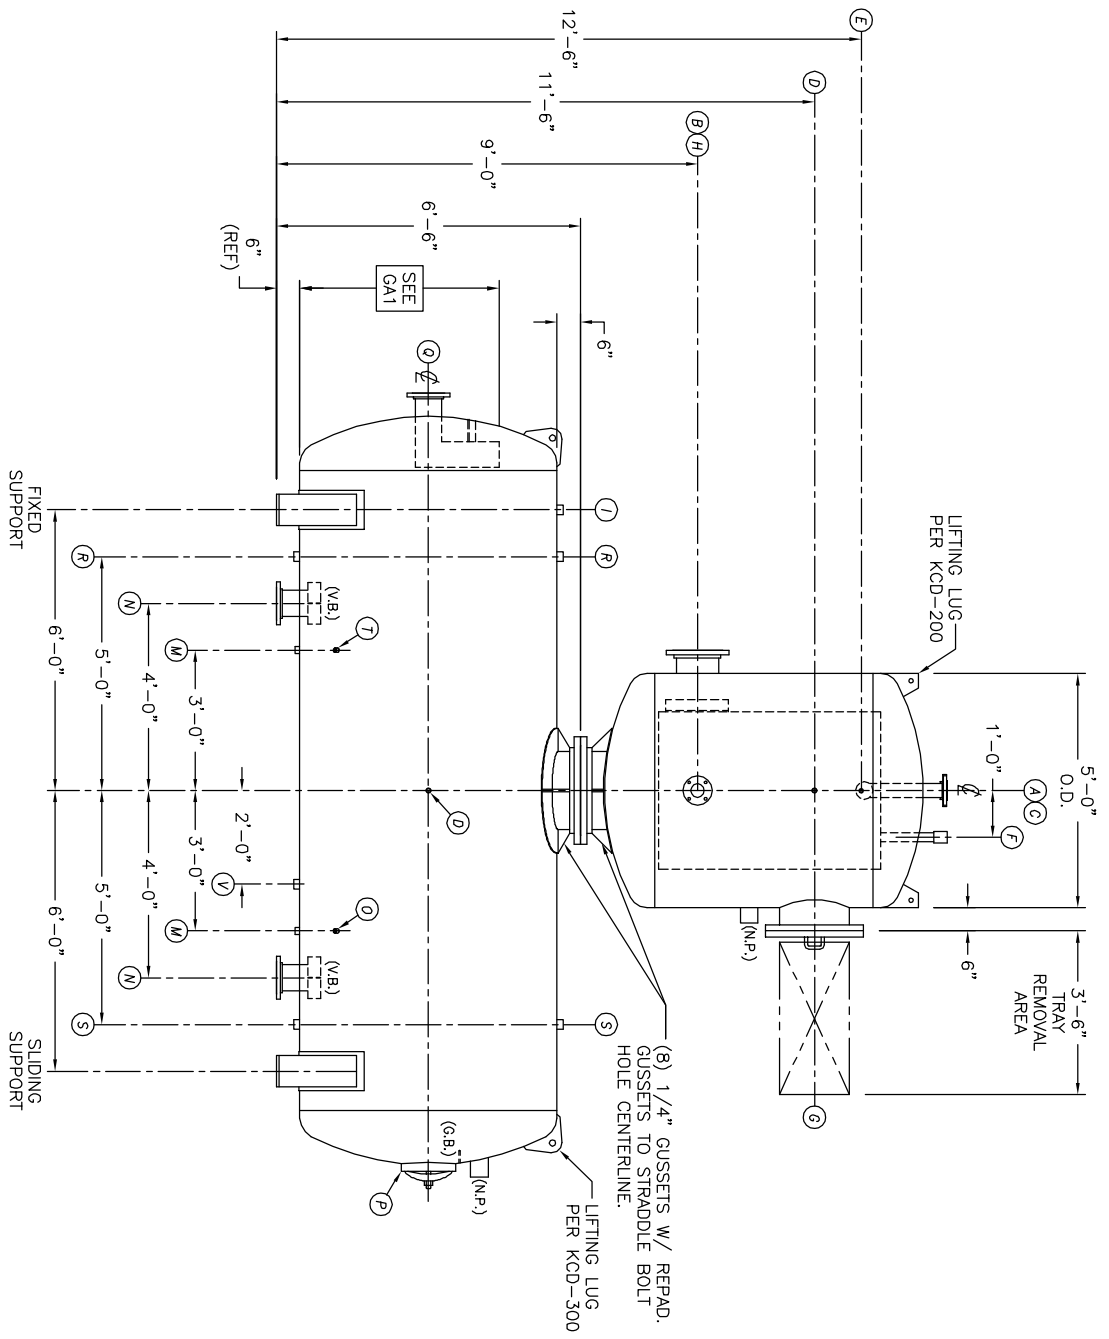 5'-0"
O.D.
3'-6"
TRAY
REMOVAL
AREA
1'-0"
6"
A
C
F
LIFTING LUG
PER KCD-200
E
D
G
B
H
(N.P.)
(8) 1/4" GUSSETS W/ REPAD.
GUSSETS TO STRADDLE BOLT
HOLE CENTERLINE.
12'-6"
11'-6"
9'-0"
6'-6"
6"
I
R
S
LIFTING LUG
PER KCD-300
SEE
GA1
6"
(REF)
Q
℄
℄
D
(G.B.)
(N.P.)
P
T
O
(V.B.)
(V.B.)
2'-0"
V
3'-0"
3'-0"
M
M
4'-0"
4'-0"
N
N
5'-0"
5'-0"
R
S
6'-0"
6'-0"
FIXED
SUPPORT
SLIDING
SUPPORT